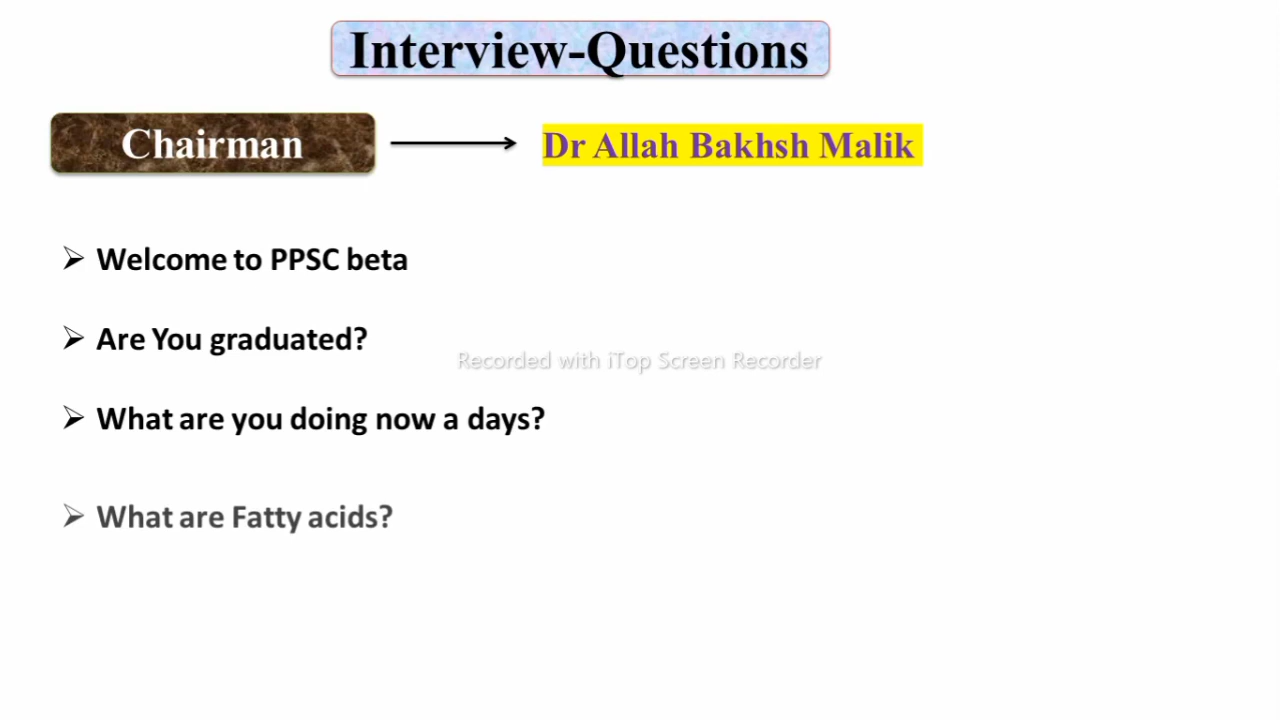 Interview-Questions
Chairman
Dr Allah Bakhsh Malik
Welcome to PPSC beta
Are You graduated?
Recorded with iTop Screen Recorder
What are you doing now a days?
What are Fatty acids?